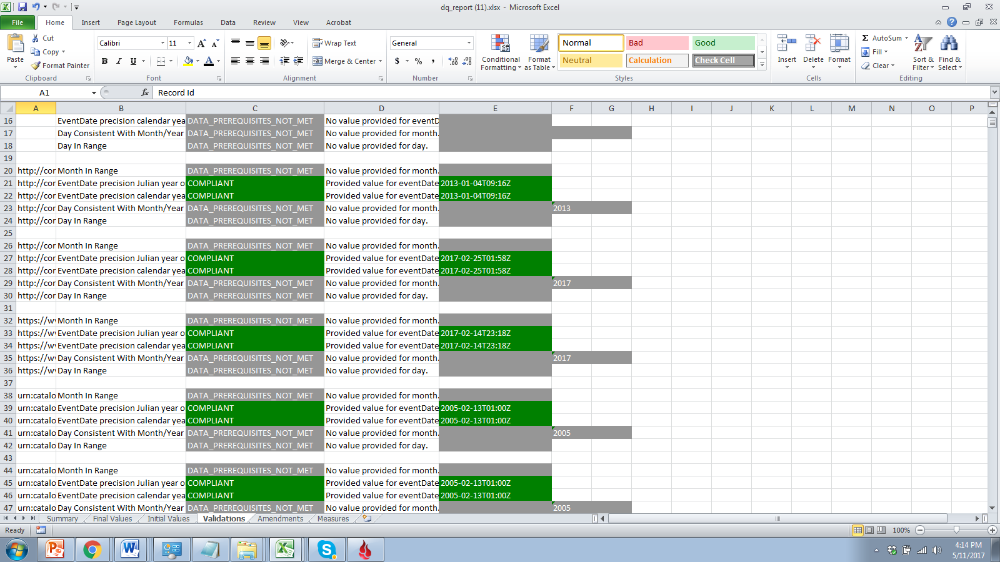 dq_report (11).xlsx - Microsoft Excel
File Home Insert Page Layout Formulas Data Review View Acrobat
Paste Cut Copy Format Painter Clipboard
Calibri 11 B I U Font
Wrap Text Merge & Center Alignment
General $ % , Number
Conditional Formatting Format as Table
Normal Bad Good
Neutral Calculation Check Cell
Styles
Insert Delete Format Cells
AutoSum Fill Clear Sort & Filter Find & Select Editing
A1 fx Record Id
A B C D E F G H I J K L M N O P
16 EventDate precision calendar yea DATA_PREREQUISITES_NOT_MET No value provided for eventD
17 Day Consistent With Month/Year DATA_PREREQUISITES_NOT_MET No value provided for month.
18 Day In Range DATA_PREREQUISITES_NOT_MET No value provided for day.
19
20 http://cor Month In Range DATA_PREREQUISITES_NOT_MET No value provided for month.
21 http://cor EventDate precision Julian year o COMPLIANT Provided value for eventDate 2013-01-04T09:16Z
22 http://cor EventDate precision calendar yea COMPLIANT Provided value for eventDate 2013-01-04T09:16Z
23 http://cor Day Consistent With Month/Year DATA_PREREQUISITES_NOT_MET No value provided for month. 2013
24 http://cor Day In Range DATA_PREREQUISITES_NOT_MET No value provided for day.
25
26 http://cor Month In Range DATA_PREREQUISITES_NOT_MET No value provided for month.
27 http://cor EventDate precision Julian year o COMPLIANT Provided value for eventDate 2017-02-25T01:58Z
28 http://cor EventDate precision calendar yea COMPLIANT Provided value for eventDate 2017-02-25T01:58Z
29 http://cor Day Consistent With Month/Year DATA_PREREQUISITES_NOT_MET No value provided for month. 2017
30 http://cor Day In Range DATA_PREREQUISITES_NOT_MET No value provided for day.
31
32 https://w Month In Range DATA_PREREQUISITES_NOT_MET No value provided for month.
33 https://w EventDate precision Julian year o COMPLIANT Provided value for eventDate 2017-02-14T23:18Z
34 https://w EventDate precision calendar yea COMPLIANT Provided value for eventDate 2017-02-14T23:18Z
35 https://w Day Consistent With Month/Year DATA_PREREQUISITES_NOT_MET No value provided for month. 2017
36 https://w Day In Range DATA_PREREQUISITES_NOT_MET No value provided for day.
37
38 urn:catalo Month In Range DATA_PREREQUISITES_NOT_MET No value provided for month.
39 urn:catalo EventDate precision Julian year o COMPLIANT Provided value for eventDate 2005-02-13T01:00Z
40 urn:catalo EventDate precision calendar yea COMPLIANT Provided value for eventDate 2005-02-13T01:00Z
41 urn:catalo Day Consistent With Month/Year DATA_PREREQUISITES_NOT_MET No value provided for month. 2005
42 urn:catalo Day In Range DATA_PREREQUISITES_NOT_MET No value provided for day.
43
44 urn:catalo Month In Range DATA_PREREQUISITES_NOT_MET No value provided for month.
45 urn:catalo EventDate precision Julian year o COMPLIANT Provided value for eventDate 2005-02-13T01:00Z
46 urn:catalo EventDate precision calendar yea COMPLIANT Provided value for eventDate 2005-02-13T01:00Z
47 urn:catalo Day Consistent With Month/Year DATA_PREREQUISITES_NOT_MET No value provided for month. 2005
Summary Final Values Initial Values Validations Amendments Measures
Ready 100%
4:14 PM
5/11/2017